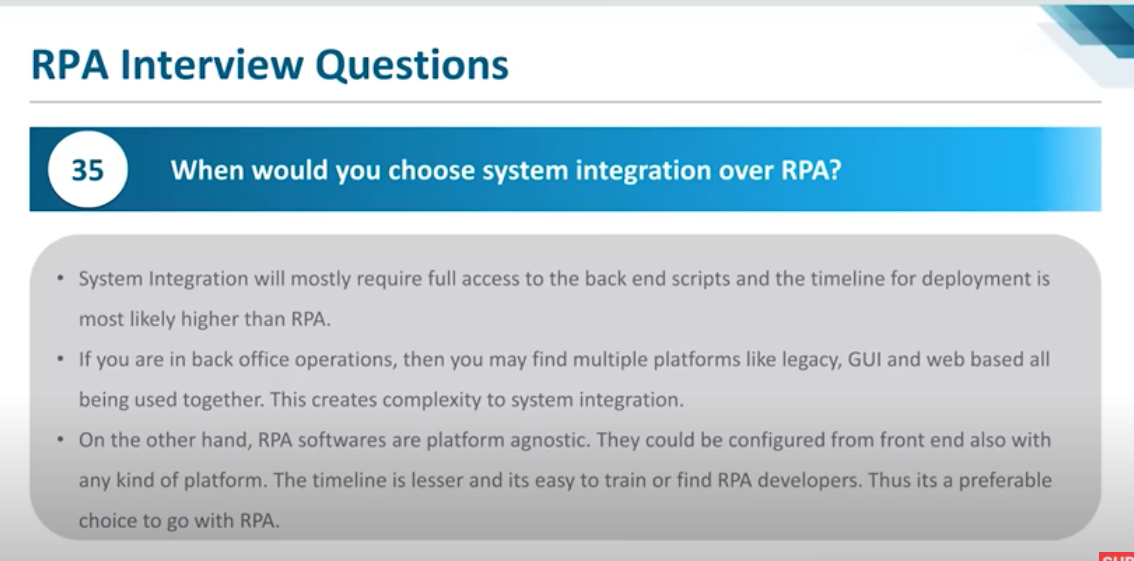 RPA Interview Questions
35
When would you choose system integration over RPA?
• System Integration will mostly require full access to the back end scripts and the timeline for deployment is
most likely higher than RPA.
• If you are in back office operations, then you may find multiple platforms like legacy, GUI and web based all
being used together. This creates complexity to system integration.
• On the other hand, RPA softwares are platform agnostic. They could be configured from front end also with
any kind of platform. The timeline is lesser and its easy to train or find RPA developers. Thus its a preferable
choice to go with RPA.